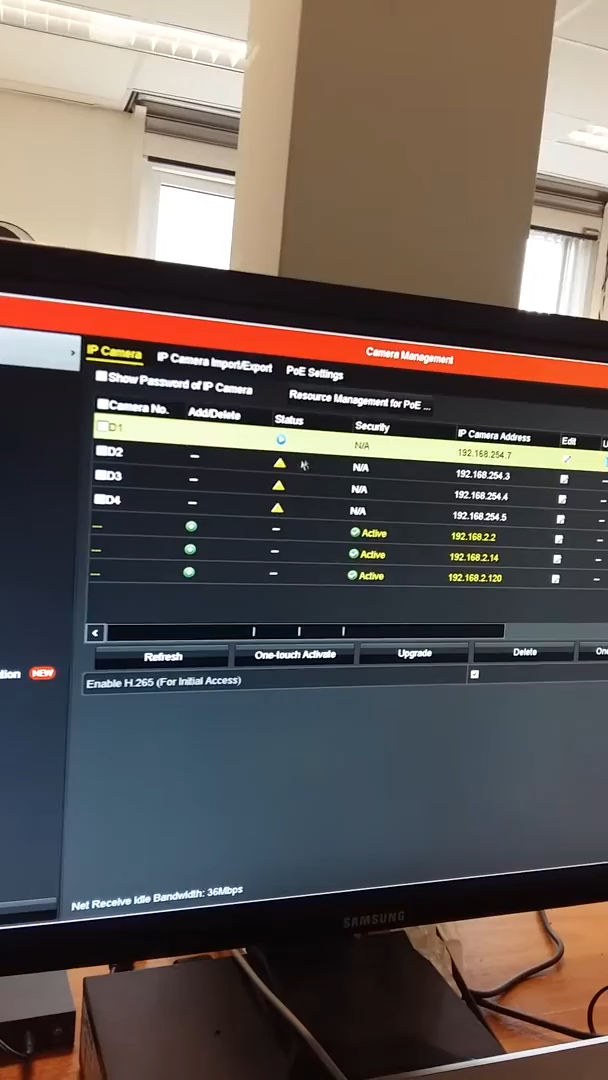 Camera Management
IP Camera IP Camera Import/Export PoE Settings
Show Password of IP Camera Resource Management for PoE ...
Camera No. Add/Delete Status Security IP Camera Address Edit U
D1 N/A 192.168.254.7
D2 – N/A 192.168.254.3 –
D3 – N/A 192.168.254.4 –
D4 – N/A 192.168.254.5 –
— – Active 192.168.2.2 –
— – Active 192.168.2.14 –
— – Active 192.168.2.120 –
Refresh One-touch Activate Upgrade Delete One
tion NEW
Enable H.265 (For Initial Access)
Net Receive Idle Bandwidth: 36Mbps
SAMSUNG